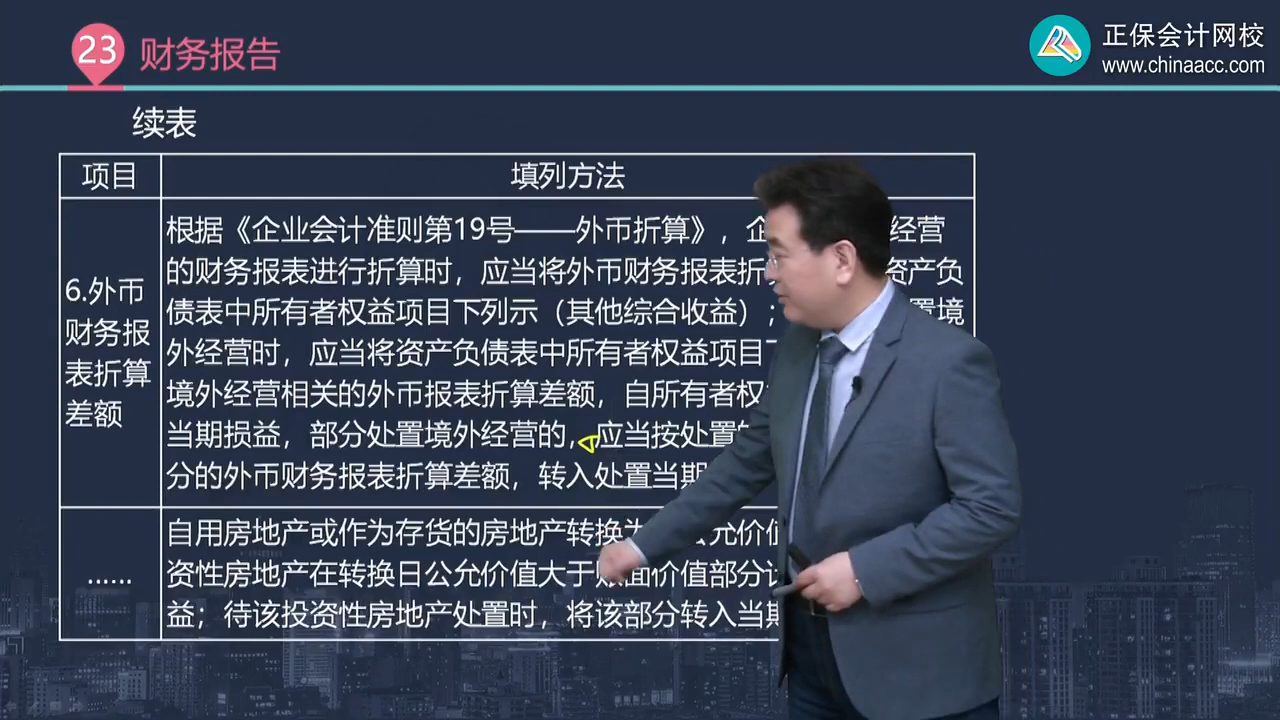 23 财务报告
正保会计网校
www.chinaacc.com
续表
项目 填列方法
6.外币财务报表折算差额
根据《企业会计准则第19号——外币折算》，企 经营
的财务报表进行折算时，应当将外币财务报表折 资产负
债表中所有者权益项目下列示（其他综合收益）； 置境
外经营时，应当将资产负债表中所有者权益项目
境外经营相关的外币报表折算差额，自所有者权
当期损益，部分处置境外经营的，应当按处置
分的外币财务报表折算差额，转入处置当期
……
自用房地产或作为存货的房地产转换为 公允价值
资性房地产在转换日公允价值大于账面价值部分
益；待该投资性房地产处置时，将该部分转入当期